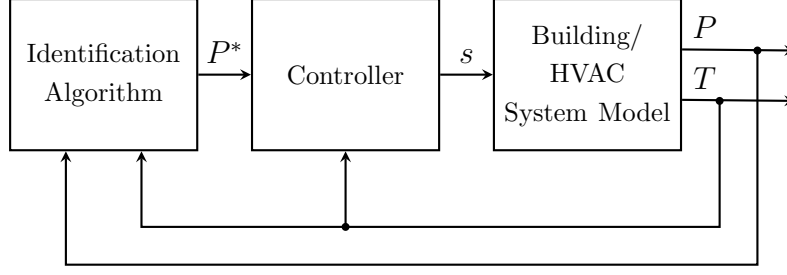 Identification
Algorithm
P*
Controller
s
Building/
HVAC
System Model
P
T